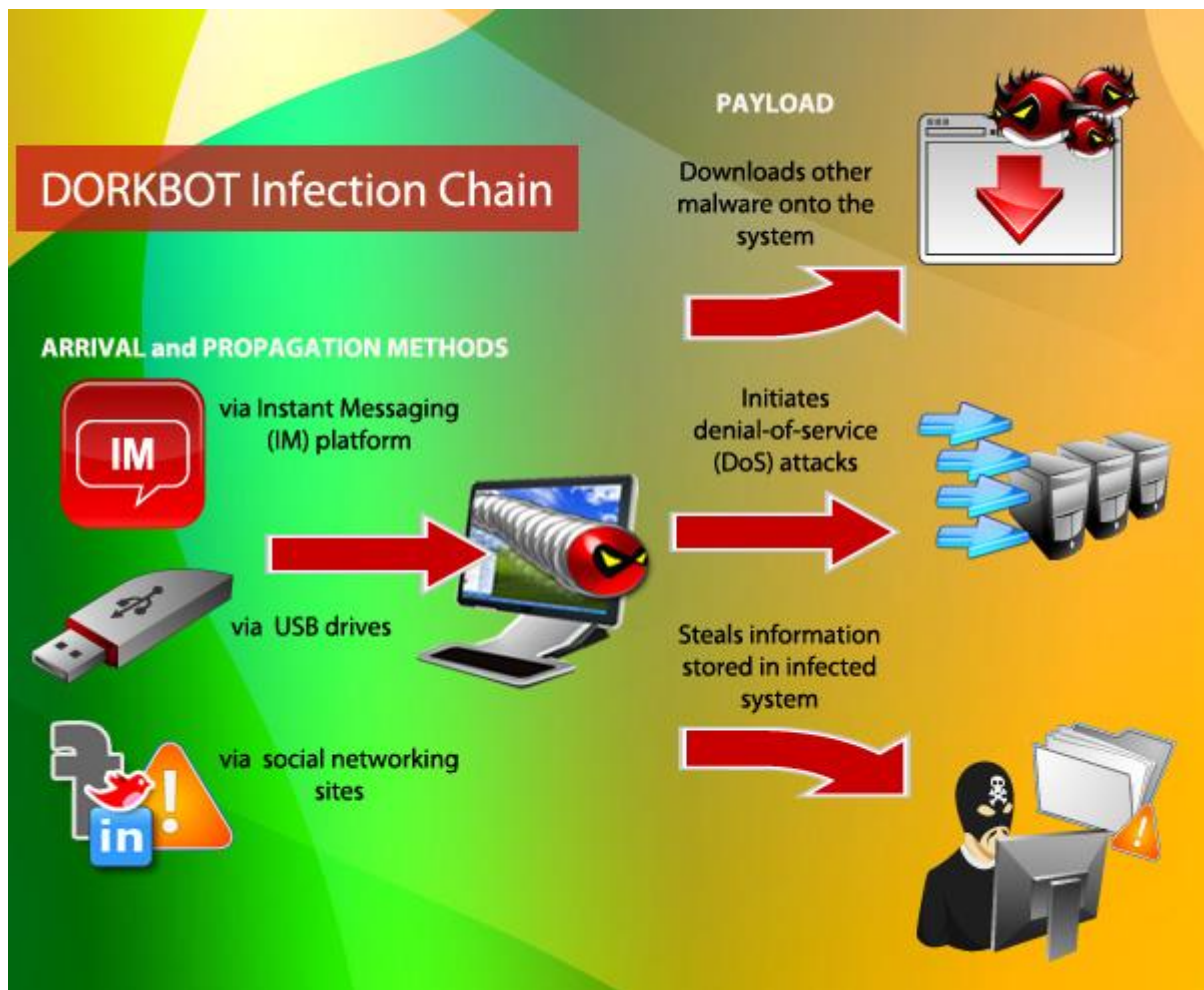 DORKBOT Infection Chain
ARRIVAL and PROPAGATION METHODS
IM
via Instant Messaging
(IM) platform
via USB drives
in
via social networking
sites
PAYLOAD
Downloads other
malware onto the
system
Initiates
denial-of-service
(DoS) attacks
Steals information
stored in infected
system